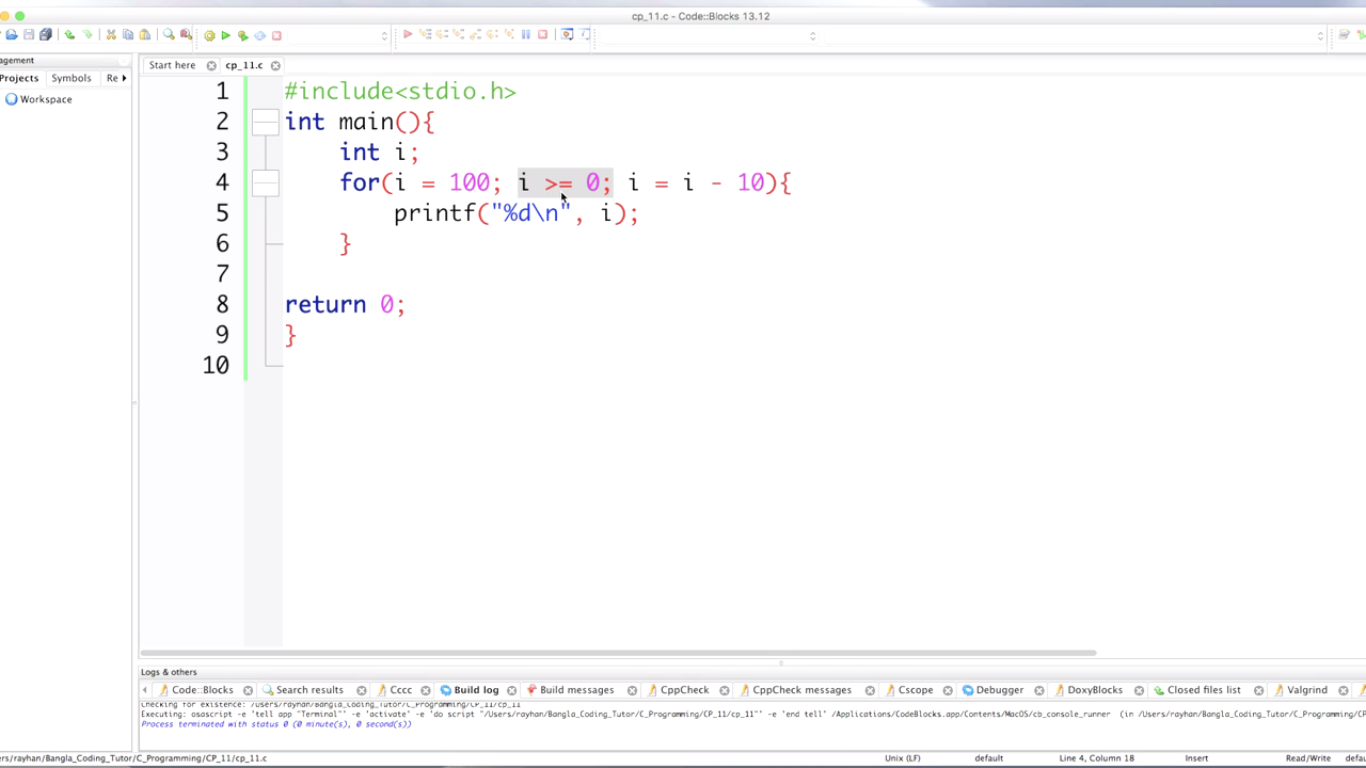 cp_11.c - Code::Blocks 13.12
agement
Projects Symbols Re
Workspace
Start here cp_11.c
1 #include<stdio.h>
2 int main(){
3 int i;
4 for(i = 100; i >= 0; i = i - 10){
5 printf("%d\n", i);
6 }
7
8 return 0;
9 }
10
Logs & others
Code::Blocks Search results Cccc Build log Build messages CppCheck CppCheck messages Cscope Debugger DoxyBlocks Closed files list Valgrind
Checking for existence: /Users/rayhan/Bangla_Coding_Tutor/C_Programming/CP_11/cp_11
Executing: osascript -e 'tell app "Terminal"' -e 'activate' -e 'do script "/Users/rayhan/Bangla_Coding_Tutor/C_Programming/CP_11/cp_11"' -e 'end tell' /Applications/CodeBlocks.app/Contents/MacOS/cb_console_runner (in /Users/rayhan/Bangla_Coding_Tutor/C_Programming/CP
Process terminated with status 0 (0 minute(s), 0 second(s))
rs/rayhan/Bangla_Coding_Tutor/C_Programming/CP_11/cp_11.c Unix (LF) default Line 4, Column 18 Insert Read/Write defau